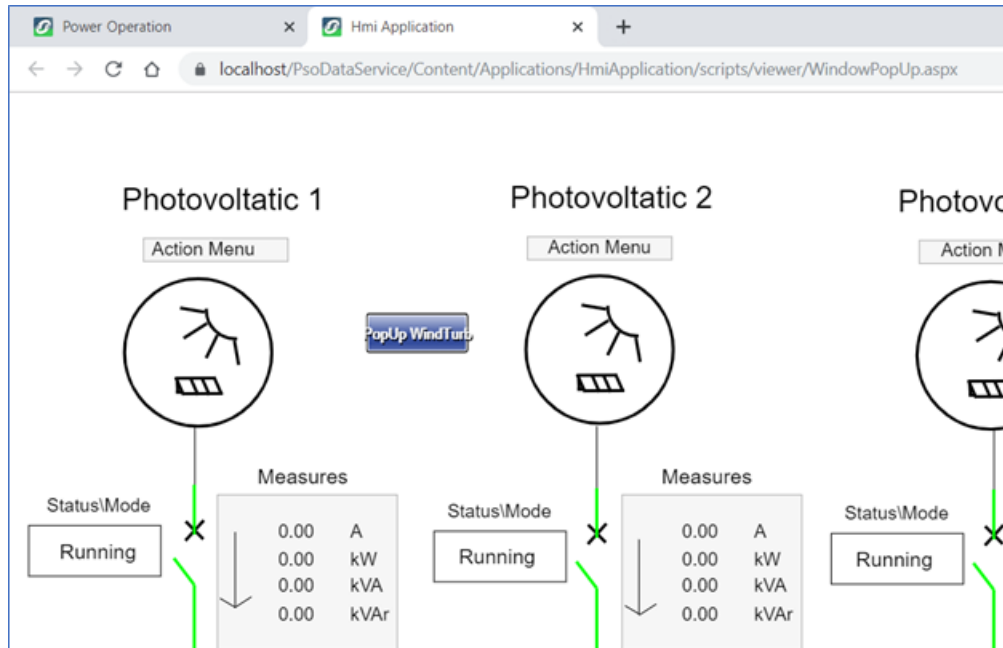 Power Operation
Hmi Application
localhost/PsoDataService/Content/Applications/HmiApplication/scripts/viewer/WindowPopUp.aspx
Photovoltatic 1
Photovoltatic 2
Action Menu
Action Menu
Action
PopUp
Measures
Measures
Status\Mode
Status\Mode
Status\Mode
Running
Running
Running
0.00 A
0.00 kW
0.00 kVA
0.00 kVAr
0.00 A
0.00 kW
0.00 kVA
0.00 kVAr